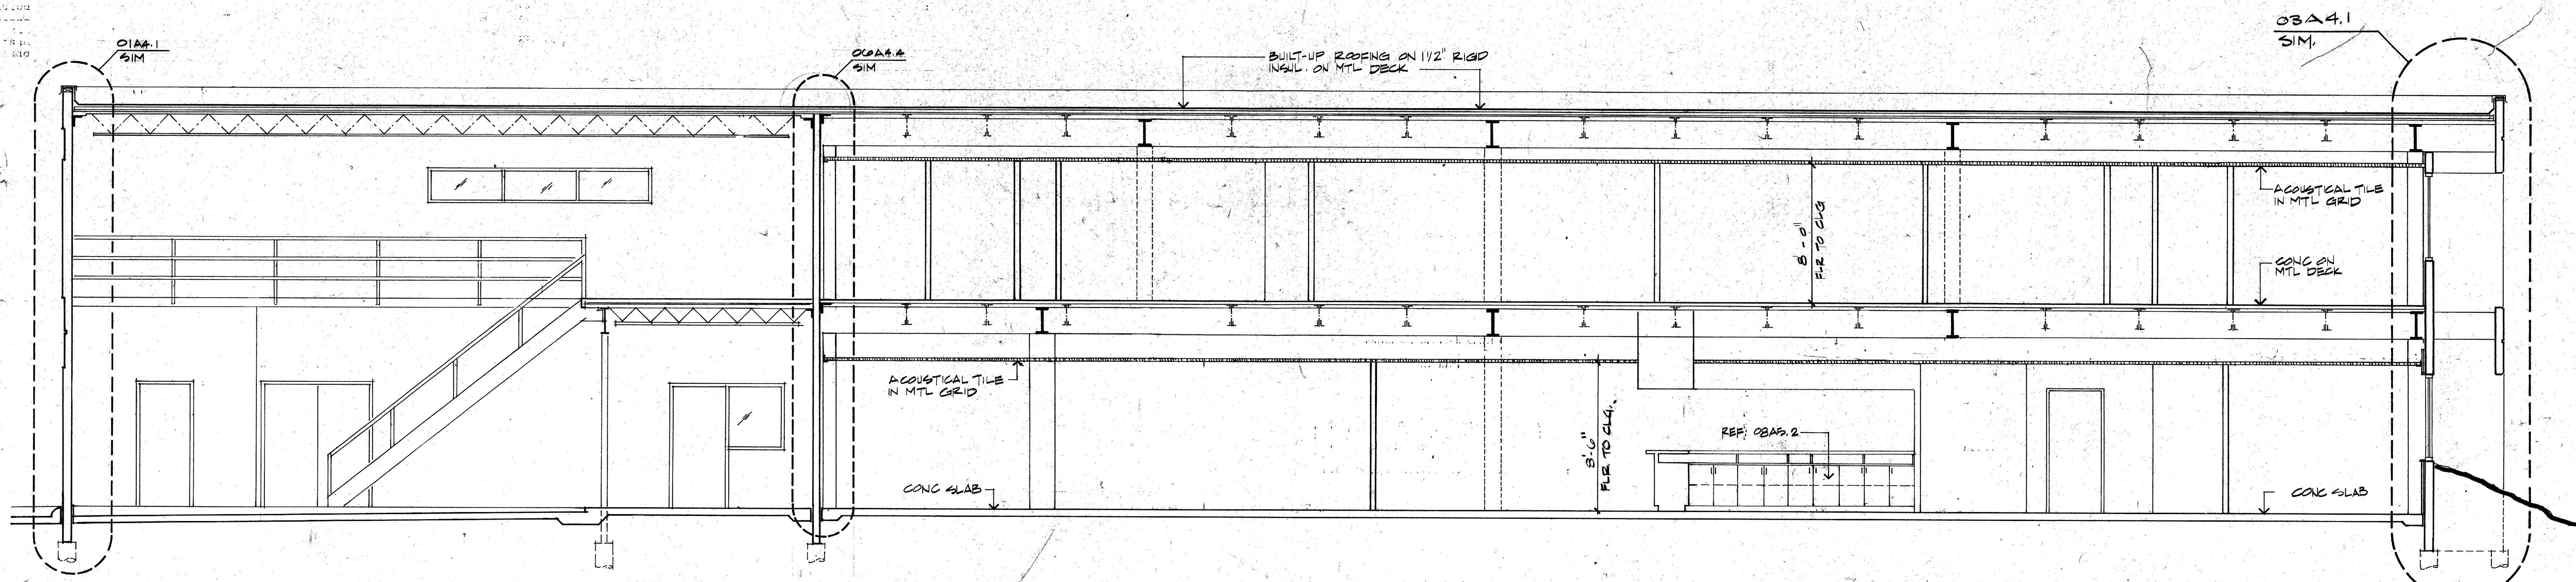 01A4.1
SIM
06A4.4
SIM
BUILT-UP ROOFING ON 1 1/2" RIGID
INSUL. ON MTL DECK
03A4.1
SIM.
ACOUSTICAL TILE
IN MTL GRID
8'-0"
FLR TO CLG
CONC ON
MTL DECK
ACOUSTICAL TILE
IN MTL GRID
8'-6"
FLR TO CLG.
REF: 08A5.2
CONC SLAB
CONC SLAB